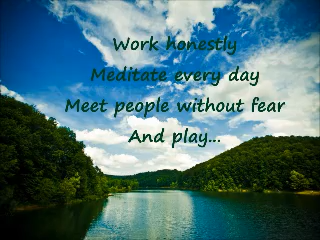 Work honestly
Meditate every day
Meet people without fear
And play...